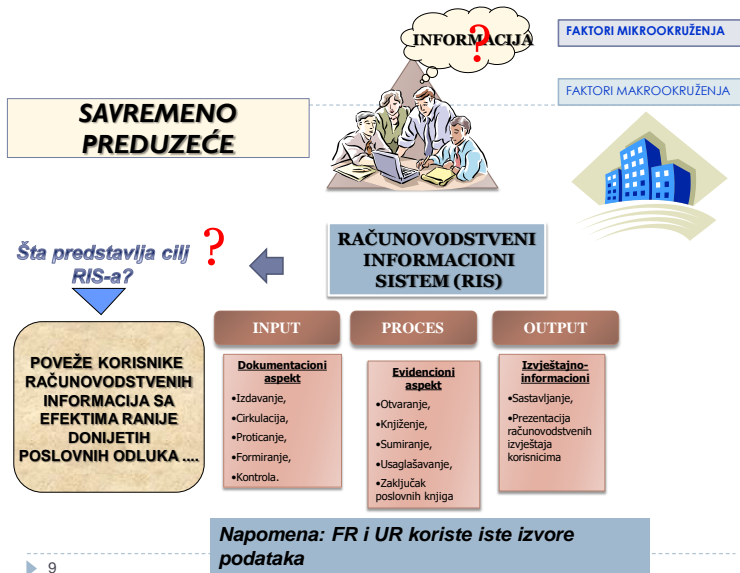 INFORMACIJA
?
FAKTORI MIKROOKRUŽENJA
FAKTORI MAKROOKRUŽENJA
SAVREMENO
PREDUZEĆE
Šta predstavlja cilj
RIS-a?
?
RAČUNOVODSTVENI
INFORMACIONI
SISTEM (RIS)
POVEŽE KORISNIKE
RAČUNOVODSTVENIH
INFORMACIJA SA
EFEKTIMA RANIJE
DONIJETIH
POSLOVNIH ODLUKA ....
INPUT
Dokumentacioni
aspekt
•Izdavanje,
•Cirkulacija,
•Proticanje,
•Formiranje,
•Kontrola.
PROCES
Evidencioni
aspekt
•Otvaranje,
•Knjiženje,
•Sumiranje,
•Usaglašavanje,
•Zaključak
poslovnih knjiga
OUTPUT
Izvještajno-
informacioni
•Sastavljanje,
•Prezentacija
računovodstvenih
izvještaja
korisnicima
Napomena: FR i UR koriste iste izvore
podataka
9